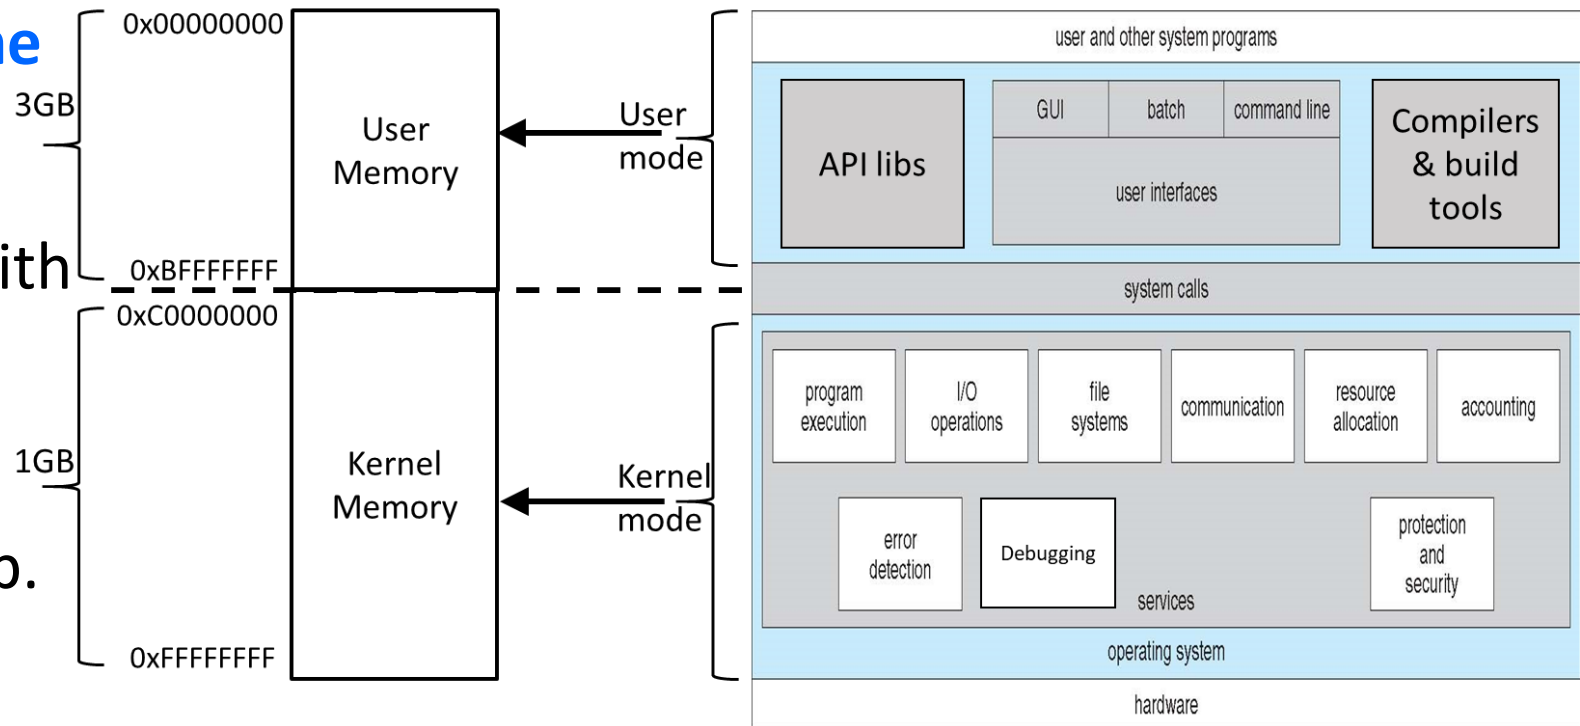 ne
3GB
ith
1GB
p.
0x00000000
0xBFFFFFFF
0xC0000000
0xFFFFFFFF
User
Memory
Kernel
Memory
User
mode
Kernel
mode
user and other system programs
API libs
GUI batch command line
user interfaces
Compilers
& build
tools
system calls
program
execution
I/O
operations
file
systems
communication
resource
allocation
accounting
error
detection
Debugging
protection
and
security
services
operating system
hardware